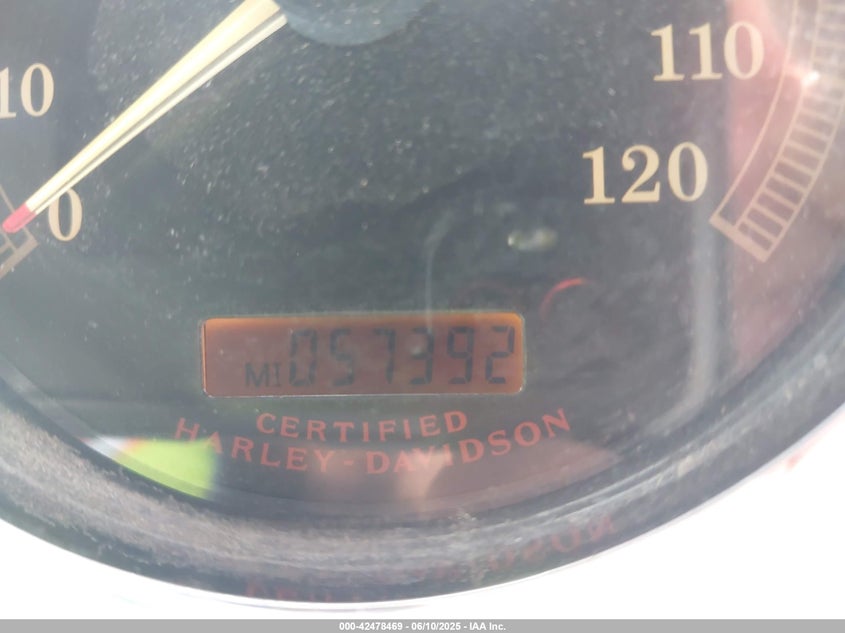 10
110
0
120
MI 057392
CERTIFIED
HARLEY-DAVIDSON
000-42478469 - 06/10/2025 - IAA Inc.